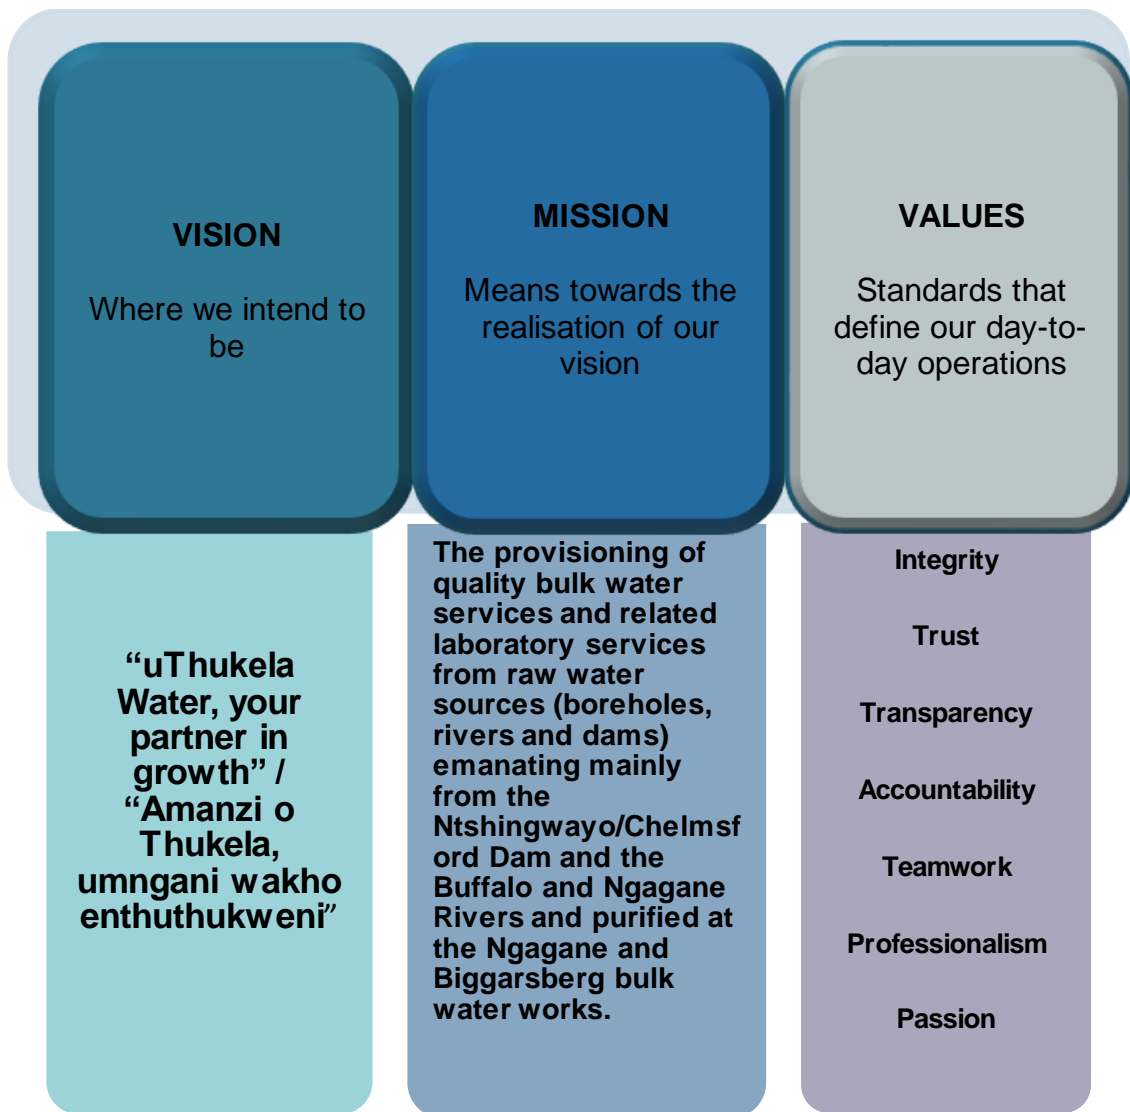 VISION
Where we intend to
be
MISSION
Means towards the
realisation of our
vision
VALUES
Standards that
define our day-to-
day operations
“uThukela
Water, your
partner in
growth” /
“Amanzi o
Thukela,
umngani wakho
enthuthukweni”
The provisioning of
quality bulk water
services and related
laboratory services
from raw water
sources (boreholes,
rivers and dams)
emanating mainly
from the
Ntshingwayo/Chelmsf
ord Dam and the
Buffalo and Ngagane
Rivers and purified at
the Ngagane and
Biggarsberg bulk
water works.
Integrity
Trust
Transparency
Accountability
Teamwork
Professionalism
Passion